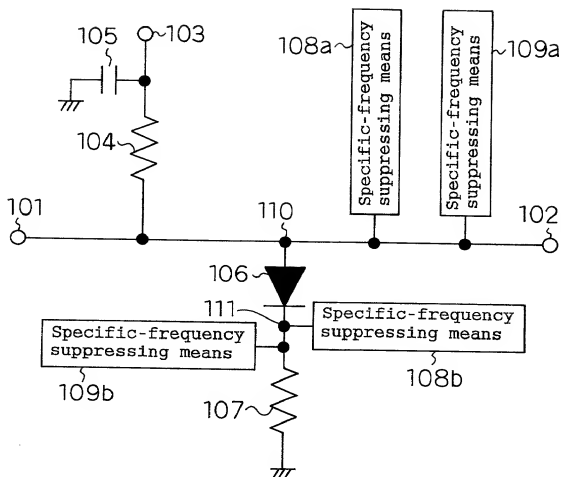 103
105
108a
109a
Specific-frequency
suppressing means
Specific-frequency
suppressing means
104
101
110
102
106
111
Specific-frequency
suppressing means
Specific-frequency
suppressing means
109b
108b
107